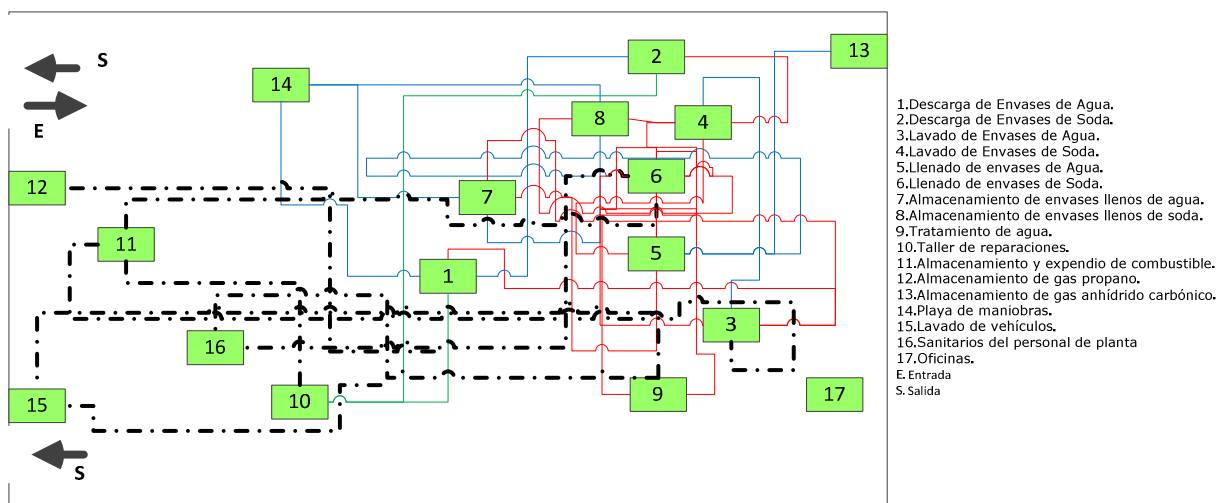 S
E
2
13
14
8
4
12
6
7
11
5
1
3
16
15
10
9
17
S
1.Descarga de Envases de Agua.
2.Descarga de Envases de Soda.
3.Lavado de Envases de Agua.
4.Lavado de Envases de Soda.
5.Llenado de envases de Agua.
6.Llenado de envases de Soda.
7.Almacenamiento de envases llenos de agua.
8.Almacenamiento de envases llenos de soda.
9.Tratamiento de agua.
10.Taller de reparaciones.
11.Almacenamiento y expendio de combustible.
12.Almacenamiento de gas propano.
13.Almacenamiento de gas anhídrido carbónico.
14.Playa de maniobras.
15.Lavado de vehículos.
16.Sanitarios del personal de planta
17.Oficinas.
E. Entrada
S. Salida